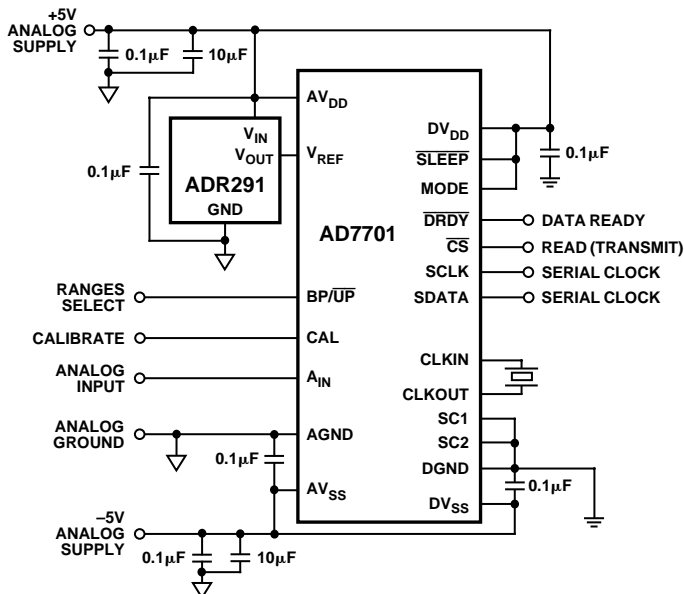 +5V
ANALOG
SUPPLY
0.1µF
10µF
AVDD
VIN
VOUT
VREF
ADR291
GND
0.1µF
AD7701
DVDD
SLEEP
MODE
0.1µF
DRDY
DATA READY
CS
READ (TRANSMIT)
SCLK
SERIAL CLOCK
SDATA
SERIAL CLOCK
RANGES
SELECT
BP/UP
CALIBRATE
CAL
ANALOG
INPUT
AIN
CLKIN
CLKOUT
ANALOG
GROUND
AGND
0.1µF
AVSS
SC1
SC2
DGND
0.1µF
DVSS
–5V
ANALOG
SUPPLY
0.1µF
10µF